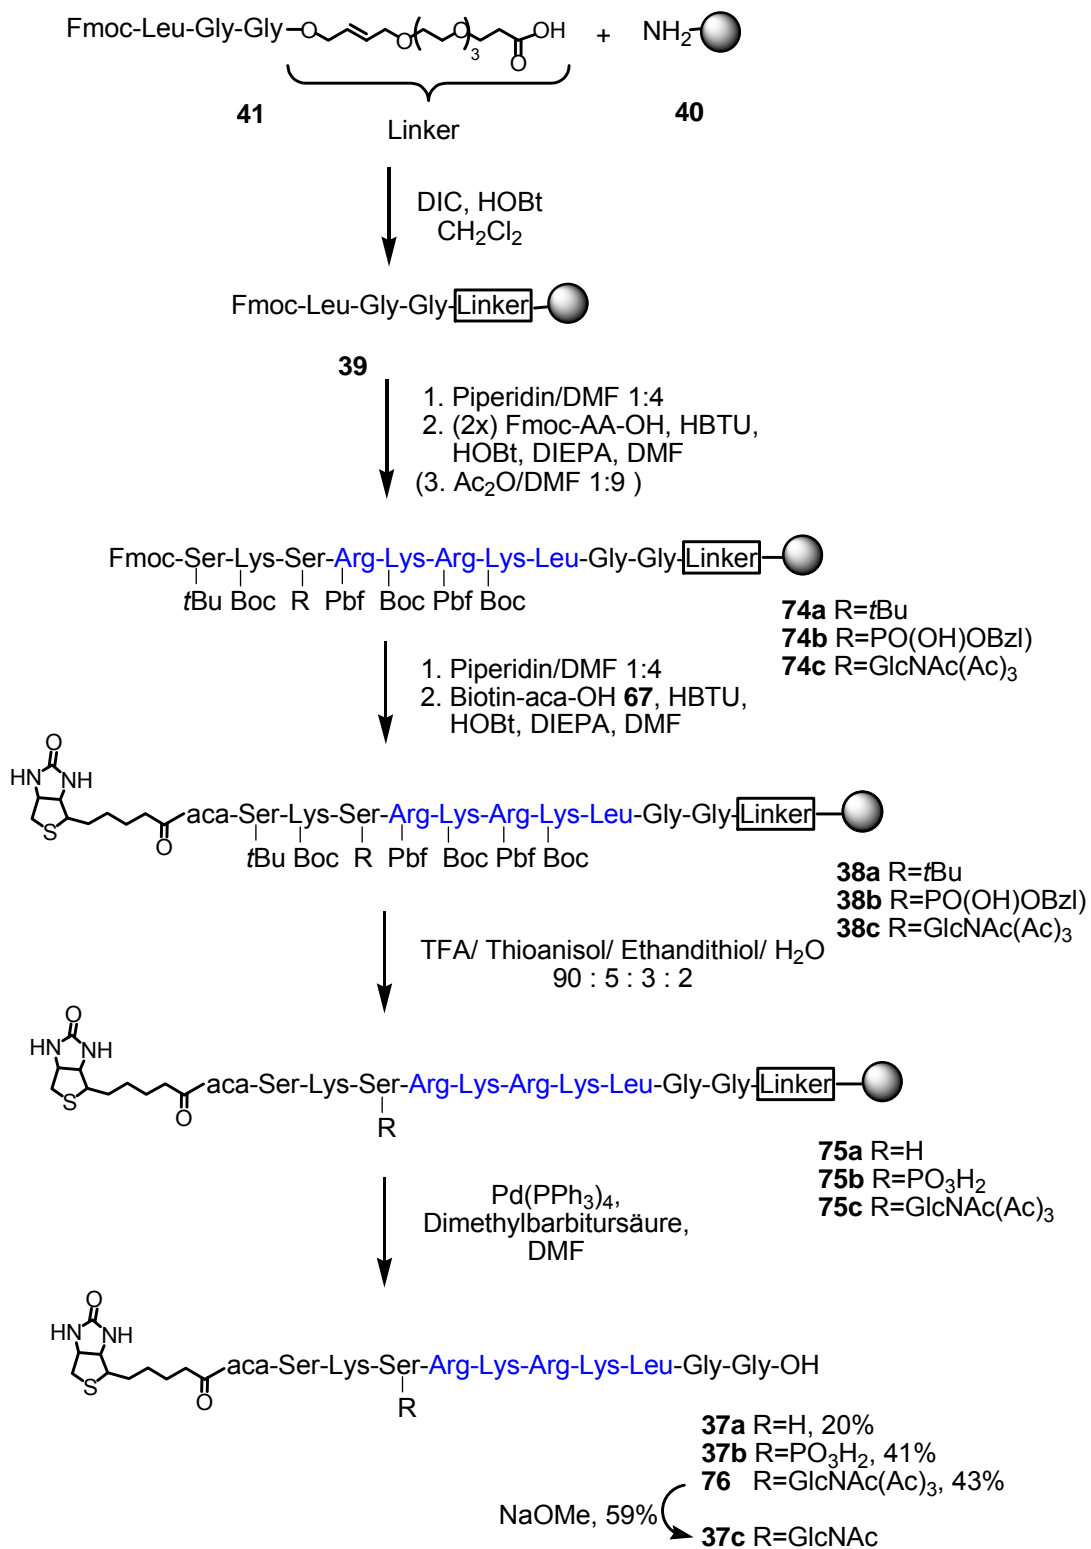 Fmoc-Leu-Gly-Gly-O O O 3 O OH + NH2
41 Linker 40
DIC, HOBt
CH2Cl2
Fmoc-Leu-Gly-Gly-Linker
39
1. Piperidin/DMF 1:4
2. (2x) Fmoc-AA-OH, HBTU,
HOBt, DIEPA, DMF
(3. Ac2O/DMF 1:9 )
Fmoc-Ser-Lys-Ser-Arg-Lys-Arg-Lys-Leu-Gly-Gly-Linker
tBu Boc R Pbf Boc Pbf Boc
74a R=tBu
74b R=PO(OH)OBzl)
74c R=GlcNAc(Ac)3
1. Piperidin/DMF 1:4
2. Biotin-aca-OH 67, HBTU,
HOBt, DIEPA, DMF
O
HN NH
S O aca-Ser-Lys-Ser-Arg-Lys-Arg-Lys-Leu-Gly-Gly-Linker
tBu Boc R Pbf Boc Pbf Boc
38a R=tBu
38b R=PO(OH)OBzl)
38c R=GlcNAc(Ac)3
TFA/ Thioanisol/ Ethandithiol/ H2O
90 : 5 : 3 : 2
O
HN NH
S O aca-Ser-Lys-Ser-Arg-Lys-Arg-Lys-Leu-Gly-Gly-Linker
R
75a R=H
75b R=PO3H2
75c R=GlcNAc(Ac)3
Pd(PPh3)4,
Dimethylbarbitursäure,
DMF
O
HN NH
S O aca-Ser-Lys-Ser-Arg-Lys-Arg-Lys-Leu-Gly-Gly-OH
R
37a R=H, 20%
37b R=PO3H2, 41%
76 R=GlcNAc(Ac)3, 43%
NaOMe, 59%
37c R=GlcNAc